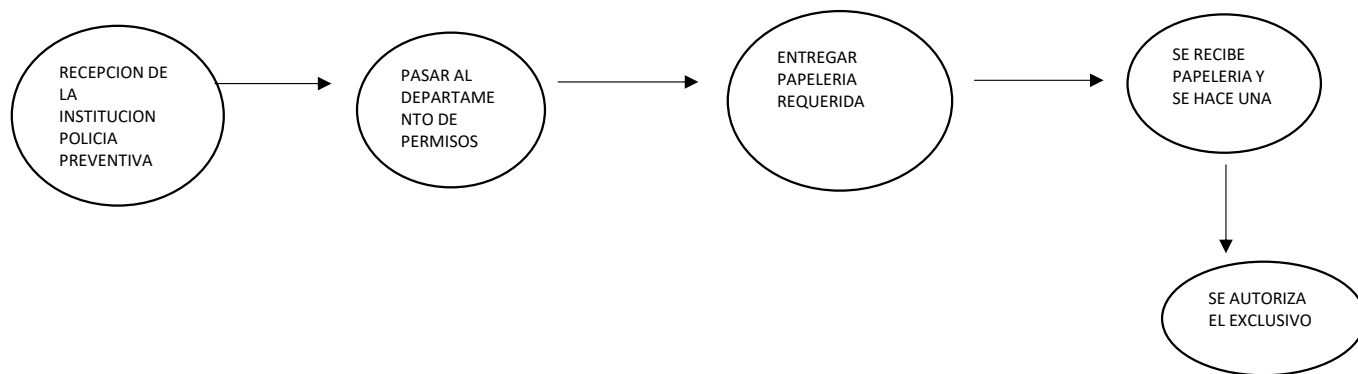 RECEPCION DE
LA
INSTITUCION
POLICIA
PREVENTIVA
PASAR AL
DEPARTAME
NTO DE
PERMISOS
ENTREGAR
PAPELERIA
REQUERIDA
SE RECIBE
PAPELERIA Y
SE HACE UNA
SE AUTORIZA
EL EXCLUSIVO